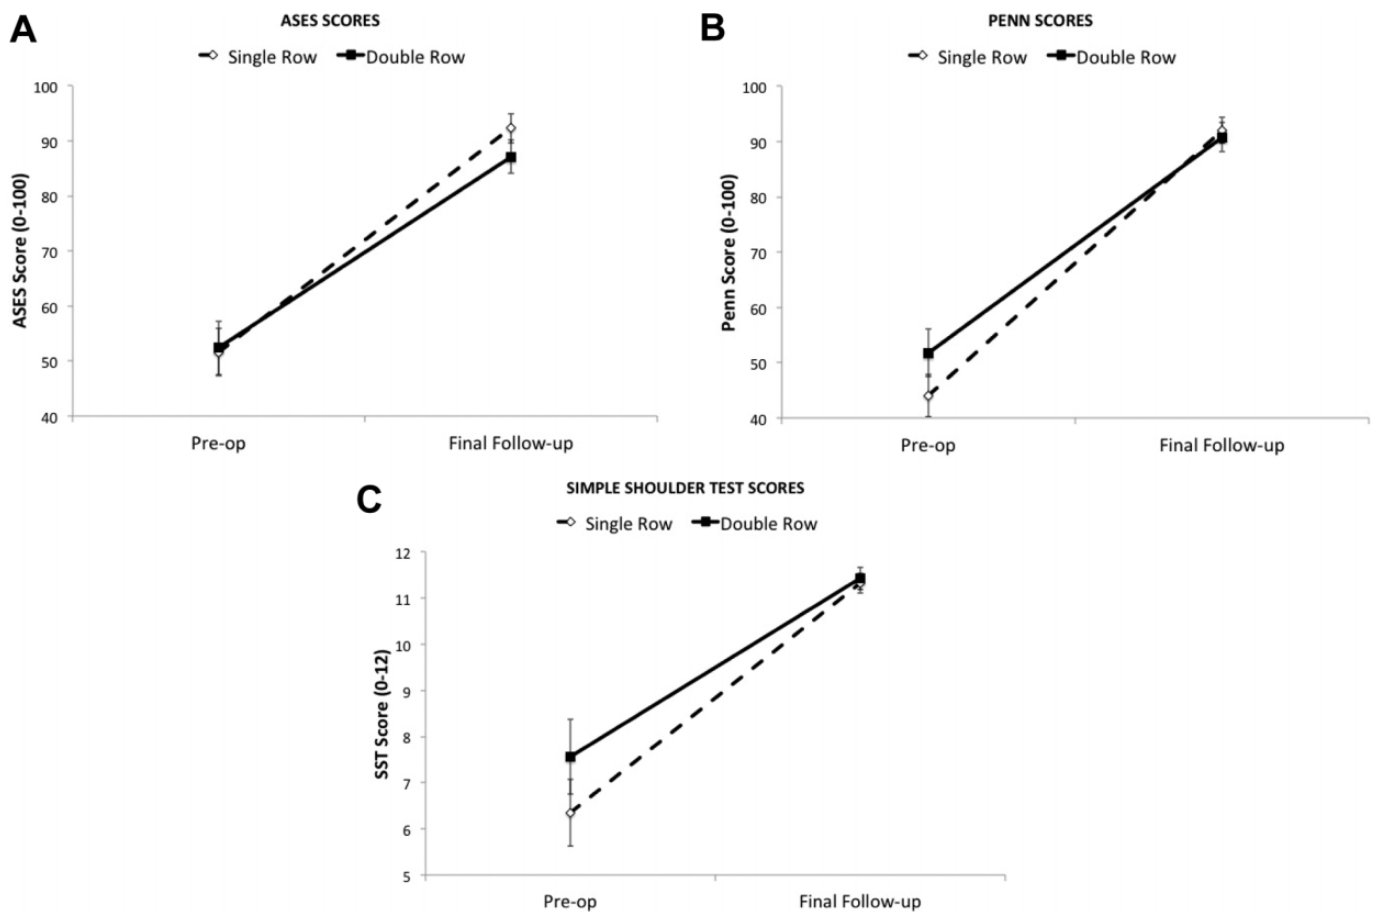 A
ASES SCORES
Single Row Double Row
100
90
80
70
60
50
40
ASES Score (0-100)
Pre-op Final Follow-up
B
PENN SCORES
Single Row Double Row
100
90
80
70
60
50
40
Penn Score (0-100)
Pre-op Final Follow-up
C
SIMPLE SHOULDER TEST SCORES
Single Row Double Row
12
11
10
9
8
7
6
5
SST Score (0-12)
Pre-op Final Follow-up